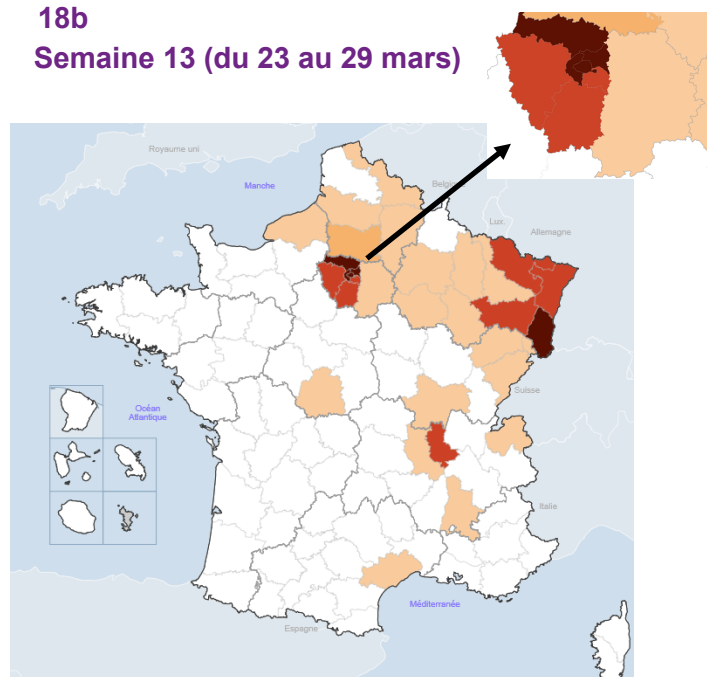 18b
Semaine 13 (du 23 au 29 mars)
Royaume uni
Manche
Belgique
Lux.
Allemagne
Suisse
Océan
Atlantique
Italie
Méditerranée
Espagne